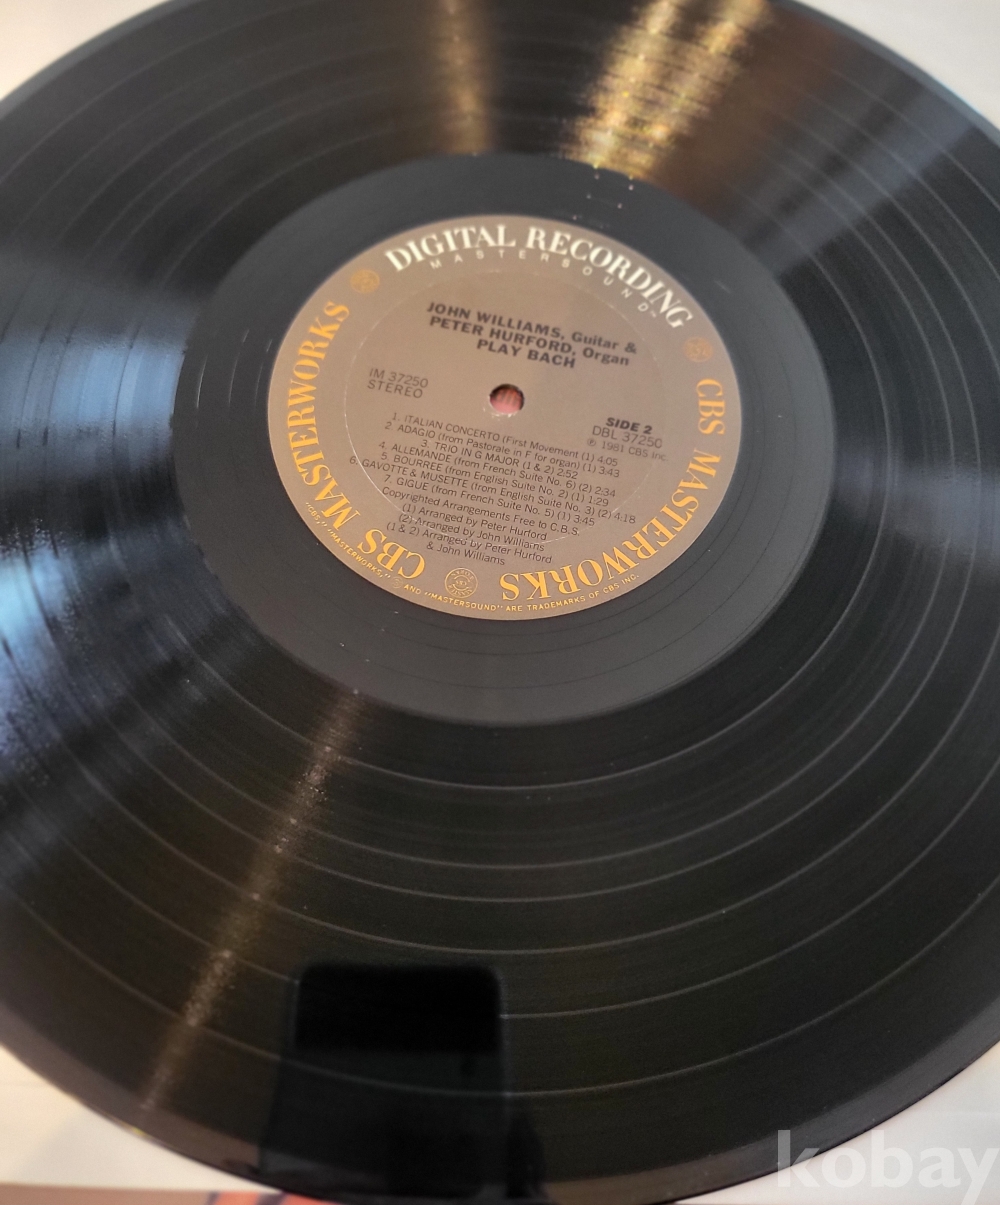 DIGITAL RECORDING
MASTERSOUND™
CBS MASTERWORKS
CBS MASTERWORKS
JOHN WILLIAMS, Guitar &
PETER HURFORD, Organ
PLAY BACH
IM 37250
STEREO
SIDE 2
DBL 37250
℗ 1981 CBS Inc.
1. ITALIAN CONCERTO (First Movement (1) 4:05
2 ADAGIO (from Pastorale in F for organ) (1) 3:43
3. TRIO IN G MAJOR (1 & 2) 2:52
4. ALLEMANDE (from French Suite No. 6) (2) 2:34
5. BOURREE (from English Suite No. 2) (1) 1:29
6. GAVOTTE & MUSETTE (from English Suite No. 3) (2) 4:18
7. GIGUE (from French Suite No. 5) (1) 3:45
Copyrighted Arrangements Free to C.B.S.
(1) Arranged by Peter Hurford
(2) Arranged by John Williams
(1 & 2) Arranged by Peter Hurford
& John Williams
"CBS," "MASTERWORKS," AND "MASTERSOUND" ARE TRADEMARKS OF CBS INC.
kobay